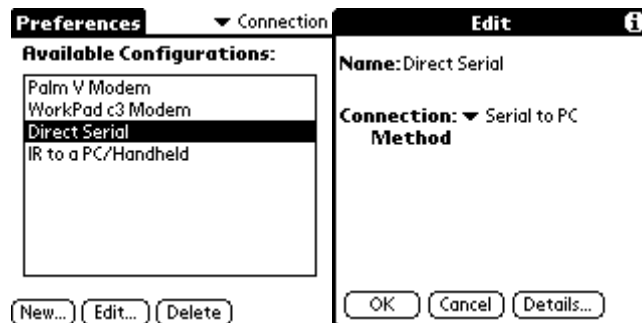 Preferences
Connection
Available Configurations:
Palm V Modem
WorkPad c3 Modem
Direct Serial
IR to a PC/Handheld
New... Edit... Delete
Edit
i
Name: Direct Serial
Connection: Serial to PC
Method
OK Cancel Details...